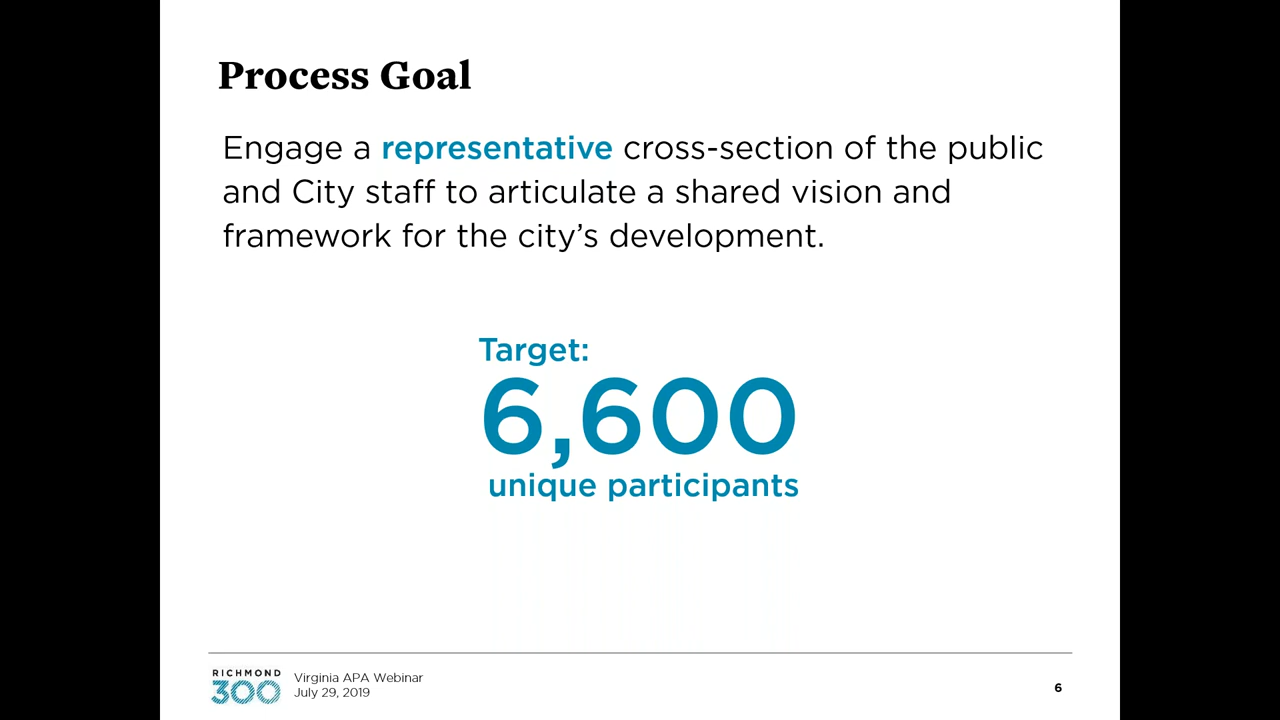 Process Goal
Engage a representative cross-section of the public
and City staff to articulate a shared vision and
framework for the city’s development.
Target:
6,600
unique participants
RICHMOND
300
Virginia APA Webinar
July 29, 2019
6